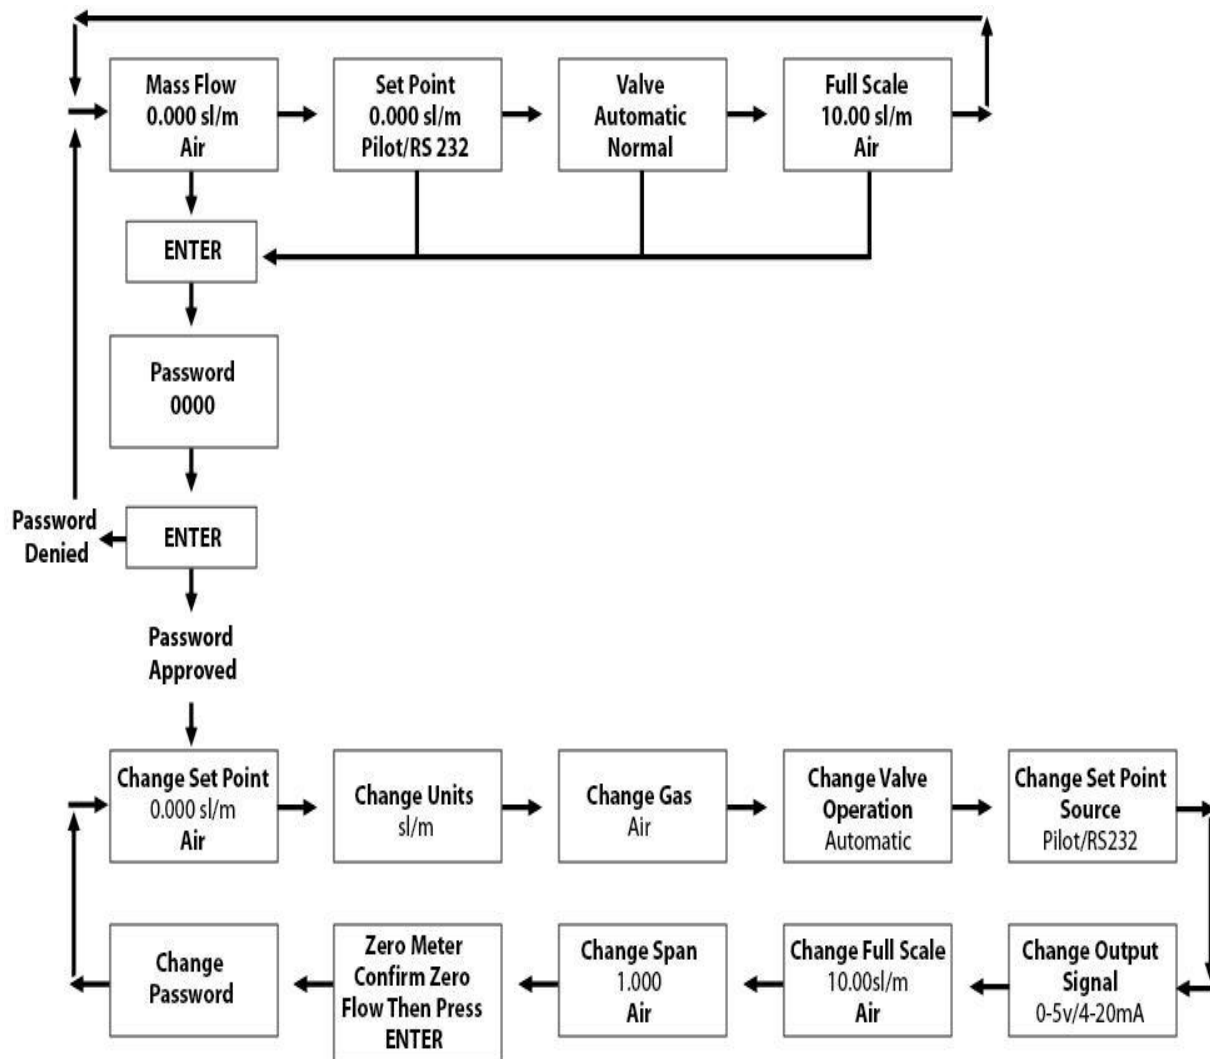 Mass Flow
0.000 sl/m
Air
Set Point
0.000 sl/m
Pilot/RS 232
Valve
Automatic
Normal
Full Scale
10.00 sl/m
Air
ENTER
Password
0000
Password
Denied
ENTER
Password
Approved
Change Set Point
0.000 sl/m
Air
Change Units
sl/m
Change Gas
Air
Change Valve
Operation
Automatic
Change Set Point
Source
Pilot/RS232
Change
Password
Zero Meter
Confirm Zero
Flow Then Press
ENTER
Change Span
1.000
Air
Change Full Scale
10.00sl/m
Air
Change Output
Signal
0-5v/4-20mA